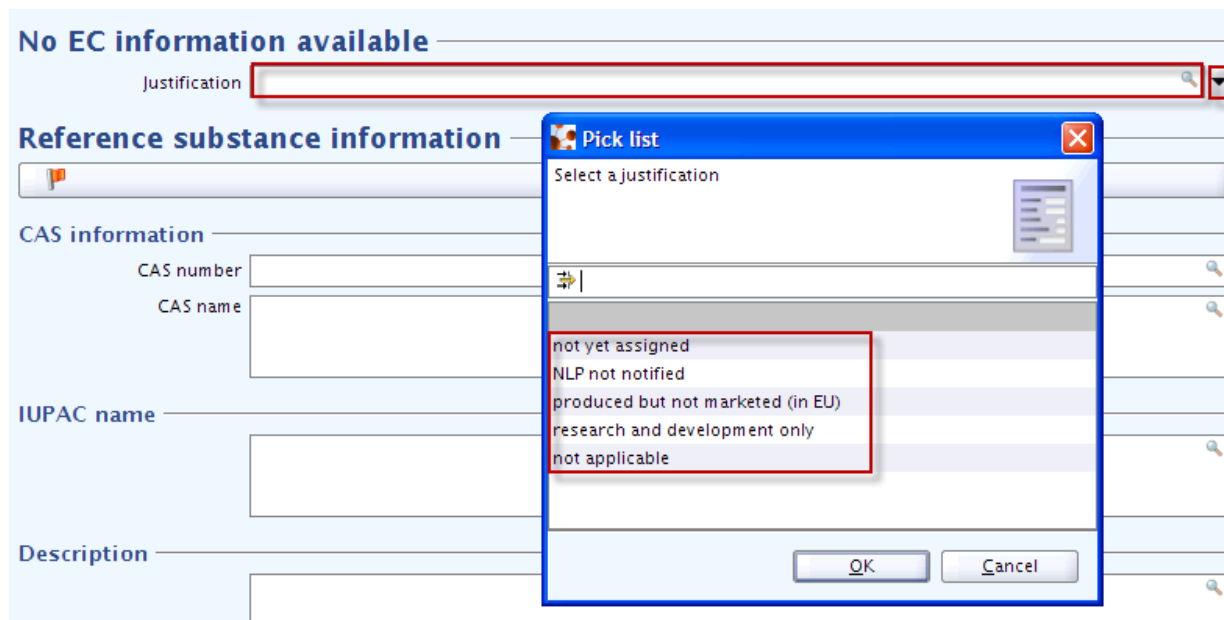 No EC information available
Justification
Reference substance information
Pick list
Select a justification
CAS information
CAS number
CAS name
not yet assigned
NLP not notified
produced but not marketed (in EU)
research and development only
not applicable
IUPAC name
Description
OK
Cancel